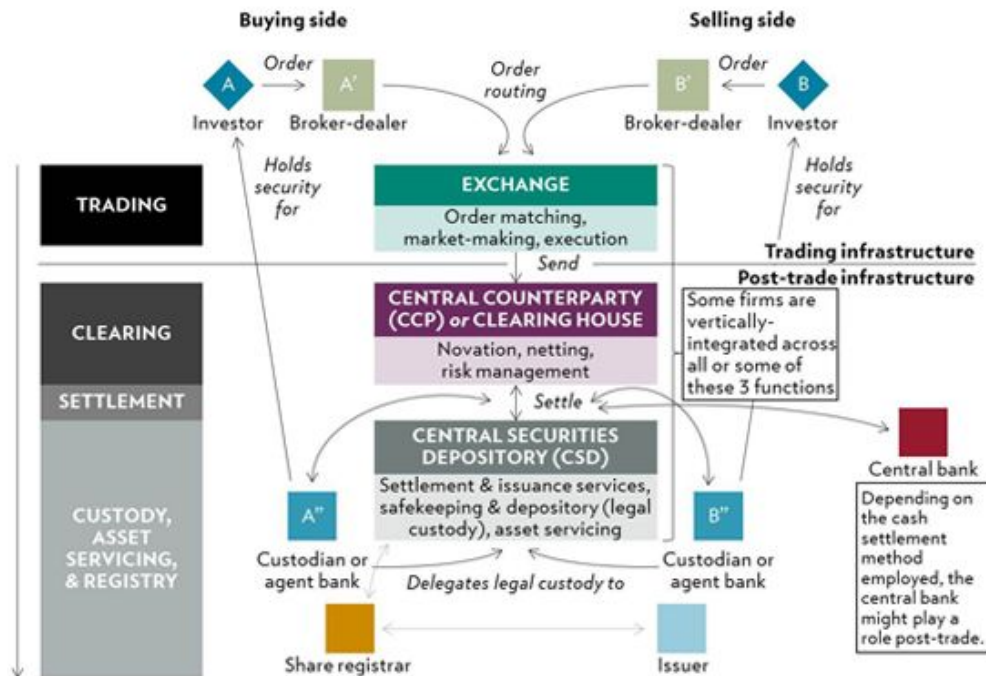 Buying side
Selling side
A
Order
A'
Order
routing
B'
Order
B
Investor
Broker-dealer
Broker-dealer
Investor
Holds
security
for
Holds
security
for
TRADING
EXCHANGE
Order matching,
market-making, execution
Trading infrastructure
Send
Post-trade infrastructure
CLEARING
CENTRAL COUNTERPARTY
(CCP) or CLEARING HOUSE
Novation, netting,
risk management
Some firms are
vertically-
integrated across
all or some of
these 3 functions
SETTLEMENT
Settle
CENTRAL SECURITIES
DEPOSITORY (CSD)
Settlement & issuance services,
safekeeping & depository (legal
custody), asset servicing
Central bank
Depending on
the cash
settlement
method
employed, the
central bank
might play a
role post-trade.
CUSTODY,
ASSET
SERVICING,
& REGISTRY
A"
Custodian or
agent bank
B"
Custodian or
agent bank
Delegates legal custody to
Share registrar
Issuer